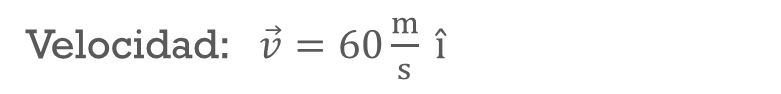 Velocidad: v⃗ = 60 m/s î